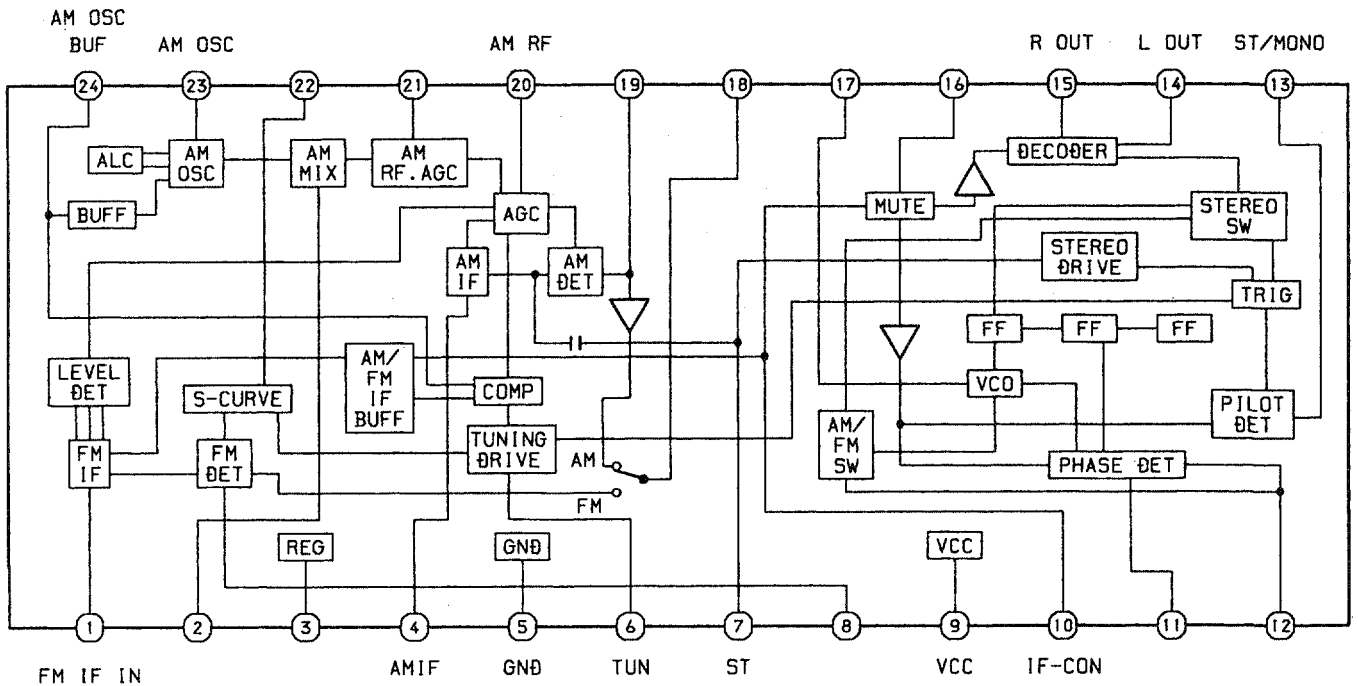 AM OSC
BUF
AM OSC
AM RF
R OUT
L OUT
ST/MONO
24
23
22
21
20
19
18
17
16
15
14
13
ALC
AM
OSC
AM
MIX
AM
RF.AGC
DECODER
BUFF
AGC
MUTE
STEREO
SW
AM
IF
AM
DET
STEREO
DRIVE
TRIG
FF
FF
FF
LEVEL
DET
S-CURVE
AM/
FM
IF
BUFF
COMP
VCO
PILOT
DET
FM
IF
FM
DET
TUNING
DRIVE
AM
FM
AM/
FM
SW
PHASE DET
REG
GND
VCC
1
2
3
4
5
6
7
8
9
10
11
12
FM IF IN
AMIF
GND
TUN
ST
VCC
IF-CON